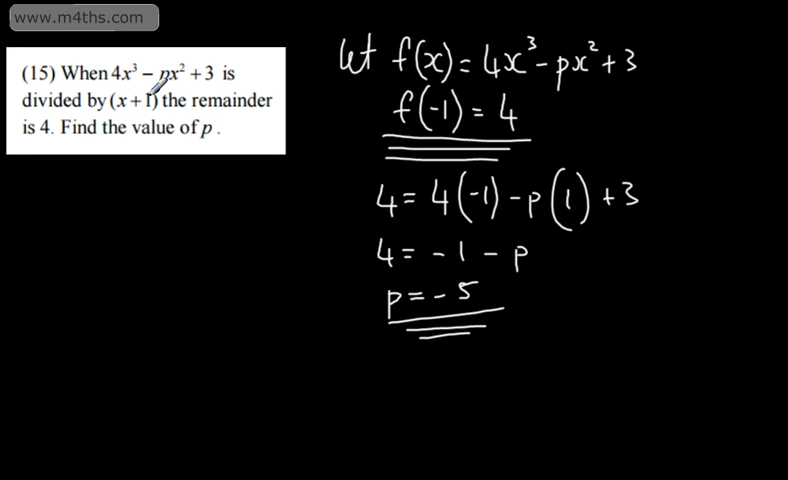 www.m4ths.com
(15) When 4x³ – px² + 3 is
divided by (x + 1) the remainder
is 4. Find the value of p .
let f(x) = 4x³ - px² + 3
f(-1) = 4
4 = 4(-1) - p(1) + 3
4 = - 1 - p
p = - 5